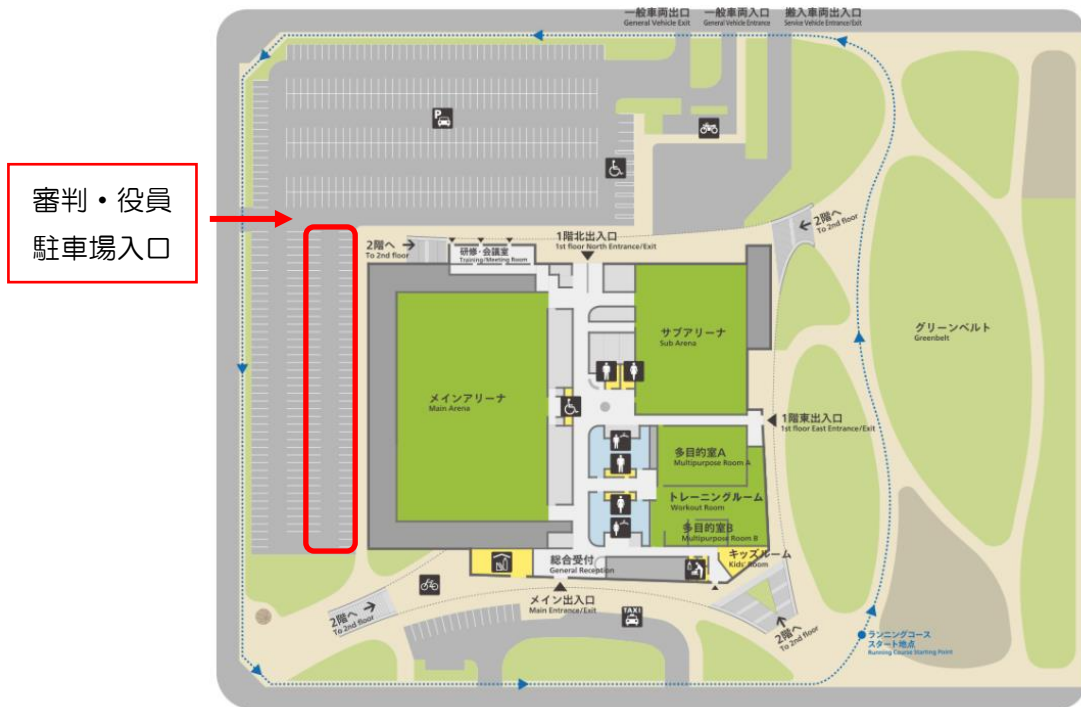 一般車両出口
General Vehicle Exit
一般車両入口
General Vehicle Entrance
搬入車両出入口
Service Vehicle Entrance/Exit
P
審判・役員
駐車場入口
2階へ
To 2nd floor
研修・会議室
Training/Meeting Room
1階北出入口
1st floor North Entrance/Exit
2階へ
To 2nd floor
サブアリーナ
Sub Arena
グリーンベルト
Greenbelt
メインアリーナ
Main Arena
1階東出入口
1st floor East Entrance/Exit
多目的室A
Multipurpose Room A
トレーニングルーム
Workout Room
多目的室B
Multipurpose Room B
総合受付
General Reception
キッズルーム
Kids' Room
メイン出入口
Main Entrance/Exit
TAXI
2階へ
To 2nd floor
2階へ
To 2nd floor
ランニングコース
スタート地点
Running Course Starting Point